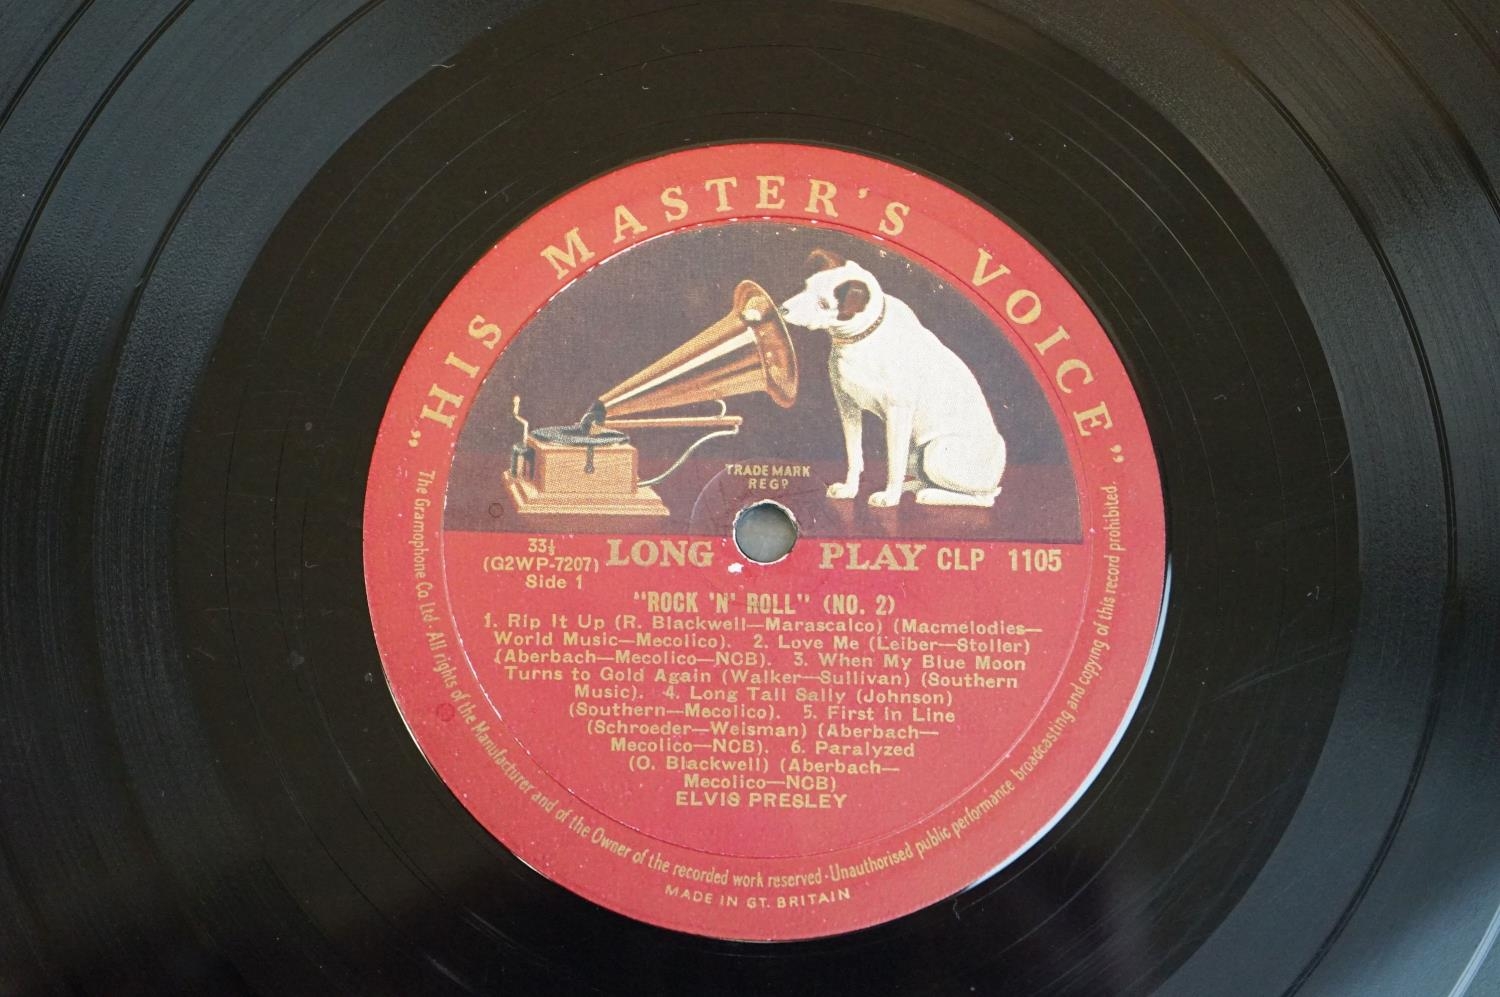 "HIS MASTER'S VOICE"
TRADE MARK
REGD
33⅓
(G2WP-7207)
Side 1
LONG PLAY CLP 1105
"ROCK 'N' ROLL" (NO. 2)
1. Rip It Up (R. Blackwell—Marascalco) (Macmelodies—
World Music—Mecolico). 2. Love Me (Leiber—Stoller)
(Aberbach—Mecolico—NCB). 3. When My Blue Moon
Turns to Gold Again (Walker—Sullivan) (Southern
Music). 4. Long Tall Sally (Johnson)
(Southern—Mecolico). 5. First in Line
(Schroeder—Weisman) (Aberbach—
Mecolico—NCB). 6. Paralyzed
(O. Blackwell) (Aberbach—
Mecolico—NCB)
ELVIS PRESLEY
The Gramophone Co Ltd. All rights of the Manufacturer and of the Owner of the recorded work reserved · Unauthorised public performance broadcasting and copying of this record prohibited.
MADE IN GT. BRITAIN